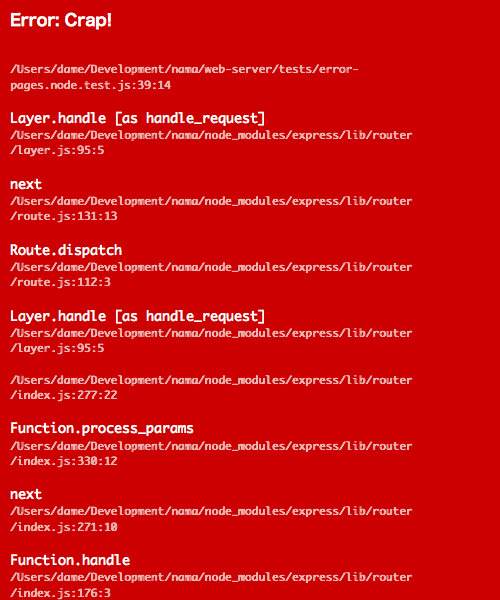 Error: Crap!
/Users/dame/Development/nama/web-server/tests/error-
pages.node.test.js:39:14
Layer.handle [as handle_request]
/Users/dame/Development/nama/node_modules/express/lib/router
/layer.js:95:5
next
/Users/dame/Development/nama/node_modules/express/lib/router
/route.js:131:13
Route.dispatch
/Users/dame/Development/nama/node_modules/express/lib/router
/route.js:112:3
Layer.handle [as handle_request]
/Users/dame/Development/nama/node_modules/express/lib/router
/layer.js:95:5
/Users/dame/Development/nama/node_modules/express/lib/router
/index.js:277:22
Function.process_params
/Users/dame/Development/nama/node_modules/express/lib/router
/index.js:330:12
next
/Users/dame/Development/nama/node_modules/express/lib/router
/index.js:271:10
Function.handle
/Users/dame/Development/nama/node_modules/express/lib/router
/index.js:176:3